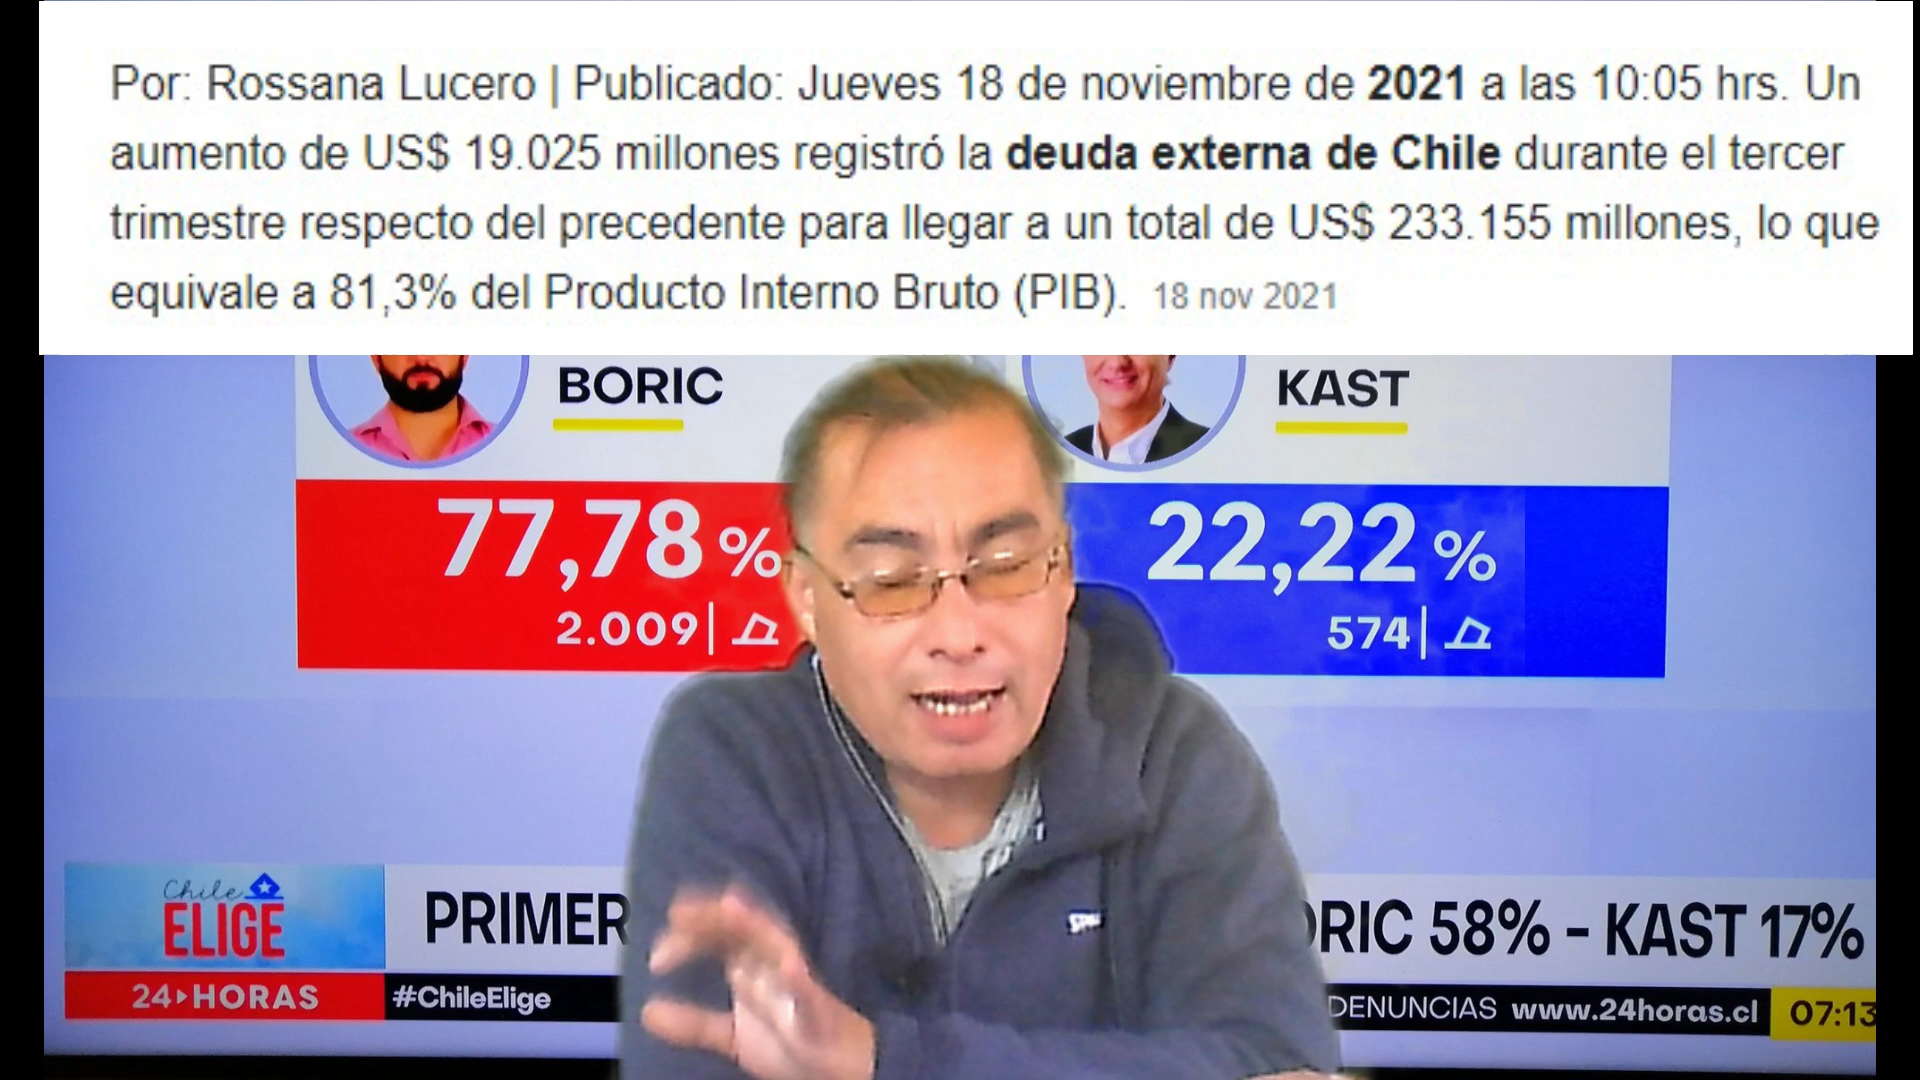 Por: Rossana Lucero | Publicado: Jueves 18 de noviembre de 2021 a las 10:05 hrs. Un
aumento de US$ 19.025 millones registró la deuda externa de Chile durante el tercer
trimestre respecto del precedente para llegar a un total de US$ 233.155 millones, lo que
equivale a 81,3% del Producto Interno Bruto (PIB). 18 nov 2021
BORIC
KAST
77,78%
22,22%
2.009|
574|
Chile
ELIGE
PRIMER
ORIC 58% - KAST 17%
24 HORAS
#ChileElige
DENUNCIAS www.24horas.cl
07:13